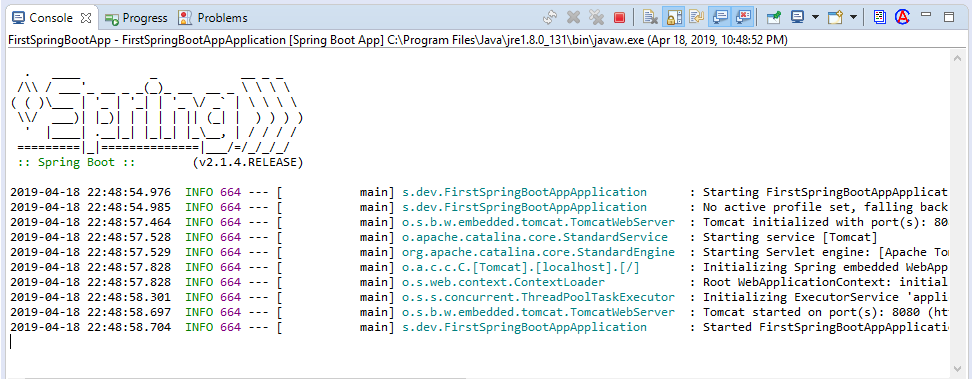 Console Progress Problems
FirstSpringBootApp - FirstSpringBootAppApplication [Spring Boot App] C:\Program Files\Java\jre1.8.0_131\bin\javaw.exe (Apr 18, 2019, 10:48:52 PM)
  .   ____          _            __ _ _
 /\\ / ___'_ __ _ _(_)_ __  __ _ \ \ \ \
( ( )\___ | '_ | '_| | '_ \/ _` | \ \ \ \
 \\/  ___)| |_)| | | | | || (_| |  ) ) ) )
  '  |____| .__|_| |_|_| |_\__, | / / / /
 =========|_|==============|___/=/_/_/_/
 :: Spring Boot ::        (v2.1.4.RELEASE)
2019-04-18 22:48:54.976  INFO 664 --- [           main] s.dev.FirstSpringBootAppApplication      : Starting FirstSpringBootAppApplicat
2019-04-18 22:48:54.985  INFO 664 --- [           main] s.dev.FirstSpringBootAppApplication      : No active profile set, falling back
2019-04-18 22:48:57.464  INFO 664 --- [           main] o.s.b.w.embedded.tomcat.TomcatWebServer  : Tomcat initialized with port(s): 80
2019-04-18 22:48:57.528  INFO 664 --- [           main] o.apache.catalina.core.StandardService   : Starting service [Tomcat]
2019-04-18 22:48:57.529  INFO 664 --- [           main] org.apache.catalina.core.StandardEngine  : Starting Servlet engine: [Apache Tom
2019-04-18 22:48:57.828  INFO 664 --- [           main] o.a.c.c.C.[Tomcat].[localhost].[/]       : Initializing Spring embedded WebApp
2019-04-18 22:48:57.828  INFO 664 --- [           main] o.s.web.context.ContextLoader            : Root WebApplicationContext: initial
2019-04-18 22:48:58.301  INFO 664 --- [           main] o.s.s.concurrent.ThreadPoolTaskExecutor  : Initializing ExecutorService 'appli
2019-04-18 22:48:58.697  INFO 664 --- [           main] o.s.b.w.embedded.tomcat.TomcatWebServer  : Tomcat started on port(s): 8080 (ht
2019-04-18 22:48:58.704  INFO 664 --- [           main] s.dev.FirstSpringBootAppApplication      : Started FirstSpringBootAppApplicati